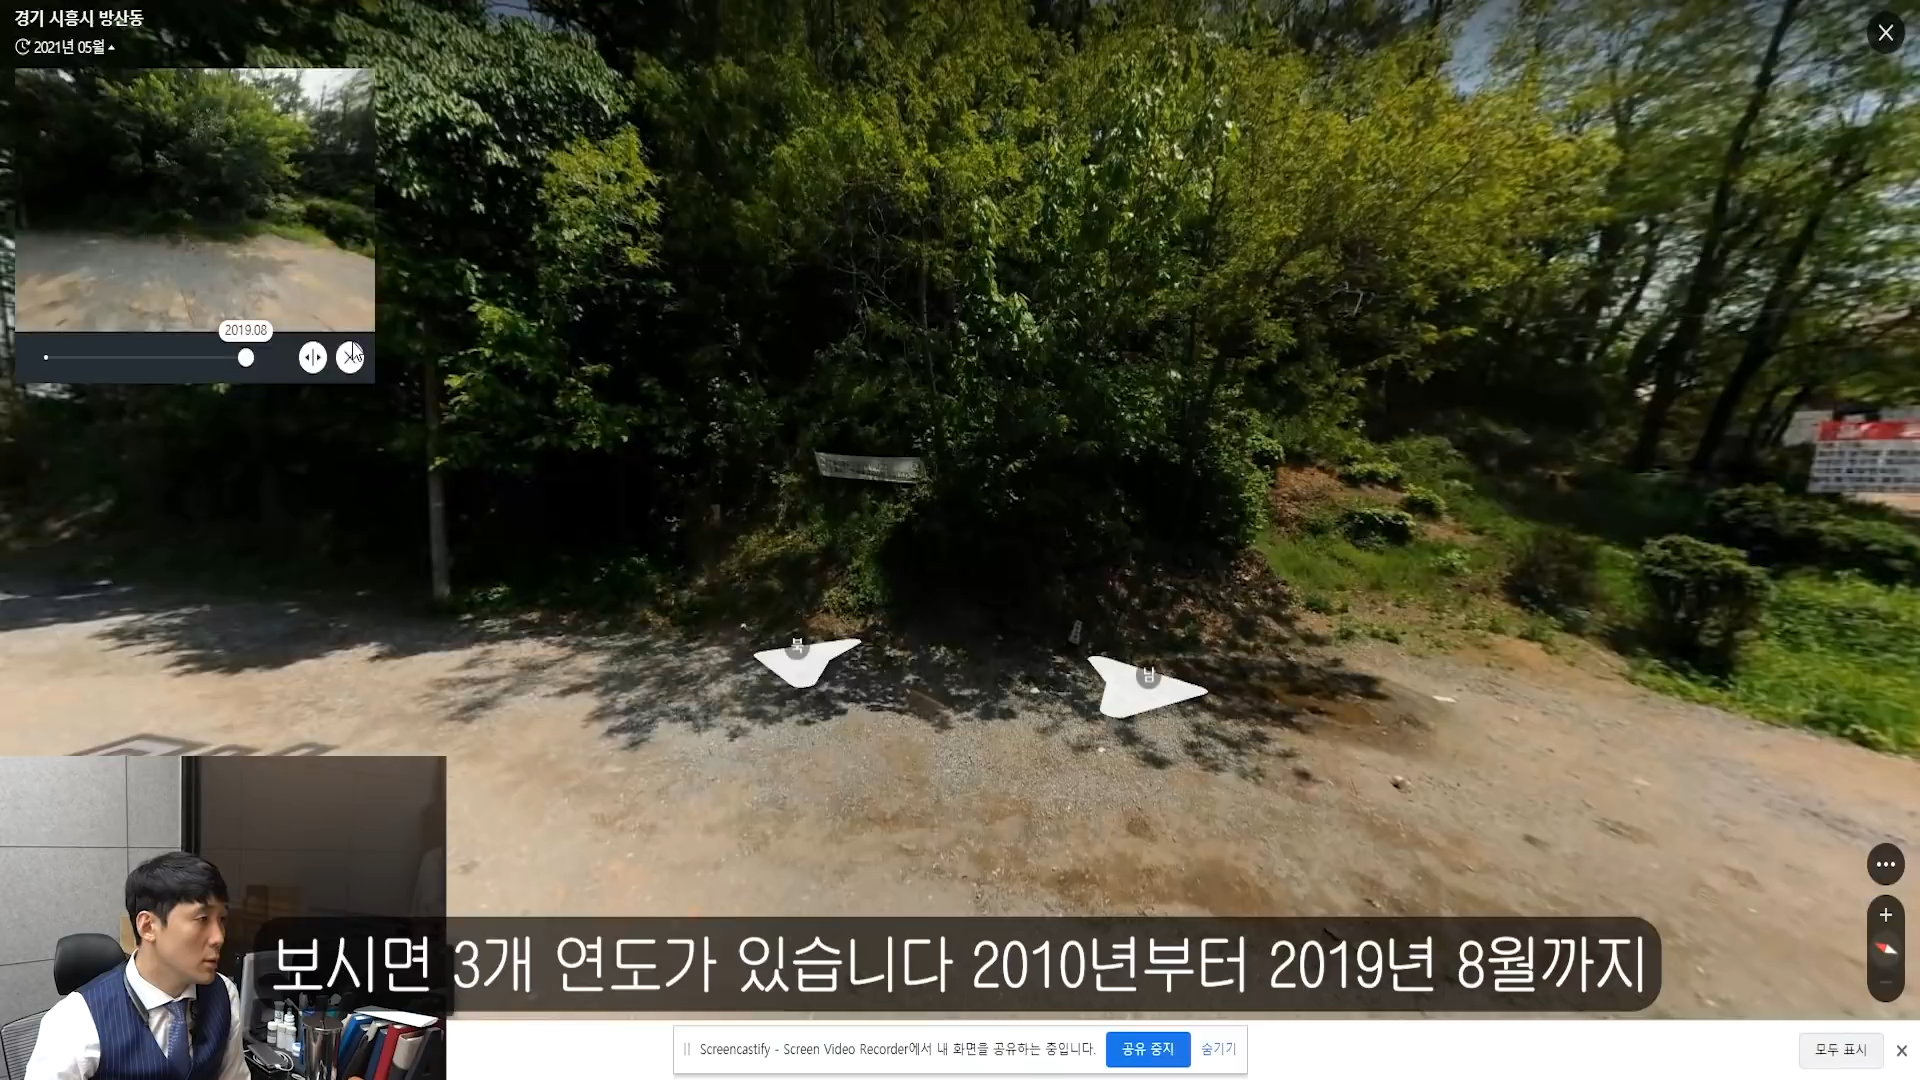 경기 시흥시 방산동
2021년 05월
2019.08
북
남
보시면 3개 연도가 있습니다 2010년부터 2019년 8월까지
Screencastify - Screen Video Recorder에서 내 화면을 공유하는 중입니다.
공유 중지
숨기기
모두 표시